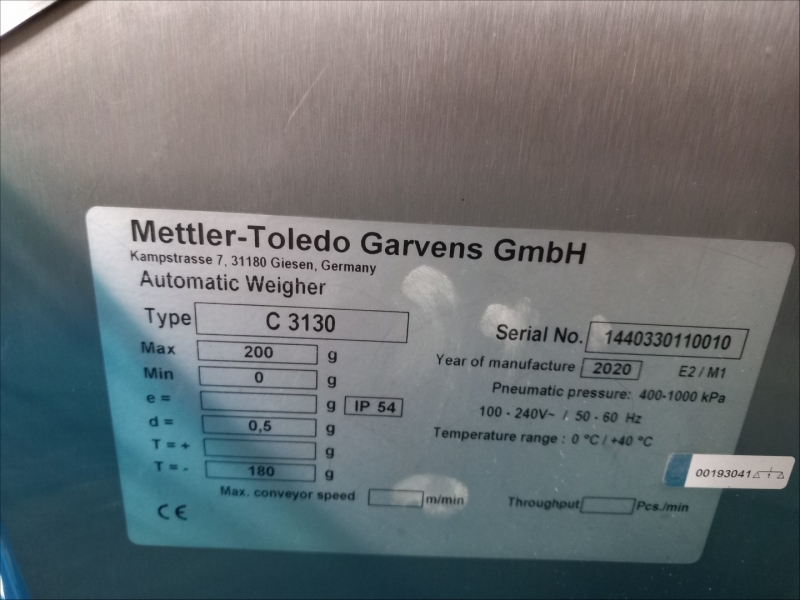 Mettler-Toledo Garvens GmbH
Kampstrasse 7, 31180 Giesen, Germany
Automatic Weigher
Type C 3130
Serial No. 1440330110010
Max 200 g
Year of manufacture 2020 E2 / M1
Min 0 g
Pneumatic pressure: 400-1000 kPa
e = g IP 54
100 - 240V~ / 50 - 60 Hz
d = 0,5 g
Temperature range : 0 °C / +40 °C
T = + g
T = - 180 g
00193041
Max. conveyor speed m/min
Throughput Pcs./min
CE